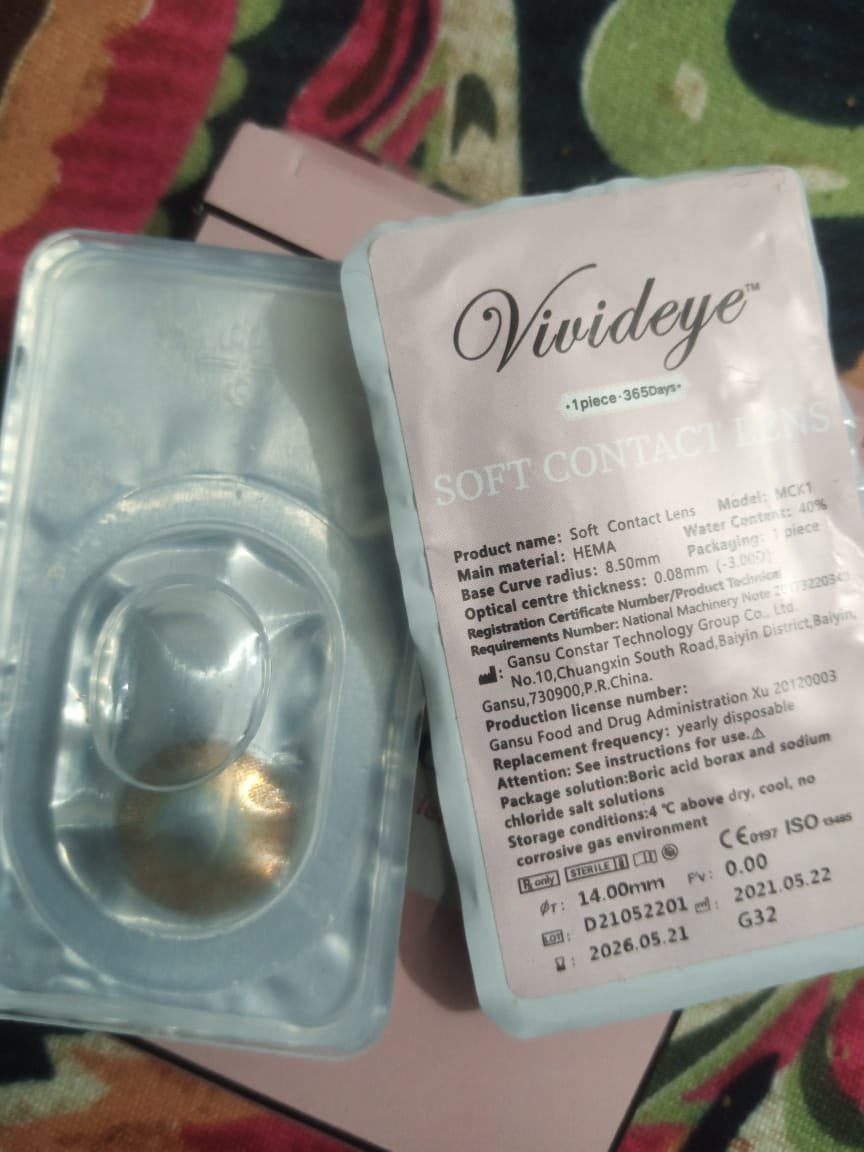 Vivideye™
•1piece·365Days•
SOFT CONTACT LENS
Product name: Soft Contact Lens Model: MCK1
Main material: HEMA Water Content: 40%
Base Curve radius: 8.50mm Packaging: 1 piece
Optical centre thickness: 0.08mm (-3.00D)
Registration Certificate Number/Product Technical
Requirements Number: National Machinery Note
: Gansu Constar Technology Group Co., Ltd.
No.10,Chuangxin South Road,Baiyin District,Baiyin,
Gansu,730900,P.R.China.
Production license number:
Gansu Food and Drug Administration Xu 20120003
Replacement frequency: yearly disposable
Attention: See instructions for use.⚠
Package solution:Boric acid borax and sodium
chloride salt solutions
Storage conditions:4 ℃ above dry, cool, no
corrosive gas environment
Rx only STERILE CE0197 ISO 13485
ØT: 14.00mm Fv: 0.00
LOT: D21052201 : 2021.05.22
: 2026.05.21 G32